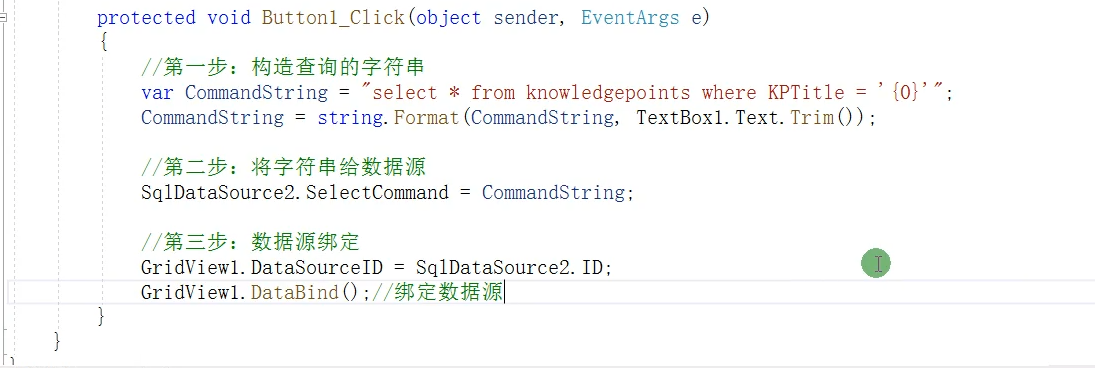 protected void Button1_Click(object sender, EventArgs e)
{
//第一步：构造查询的字符串
var CommandString = "select * from knowledgepoints where KPTitle = '{0}'";
CommandString = string.Format(CommandString, TextBox1.Text.Trim());
//第二步：将字符串给数据源
SqlDataSource2.SelectCommand = CommandString;
//第三步：数据源绑定
GridView1.DataSourceID = SqlDataSource2.ID;
GridView1.DataBind();//绑定数据源
}
}